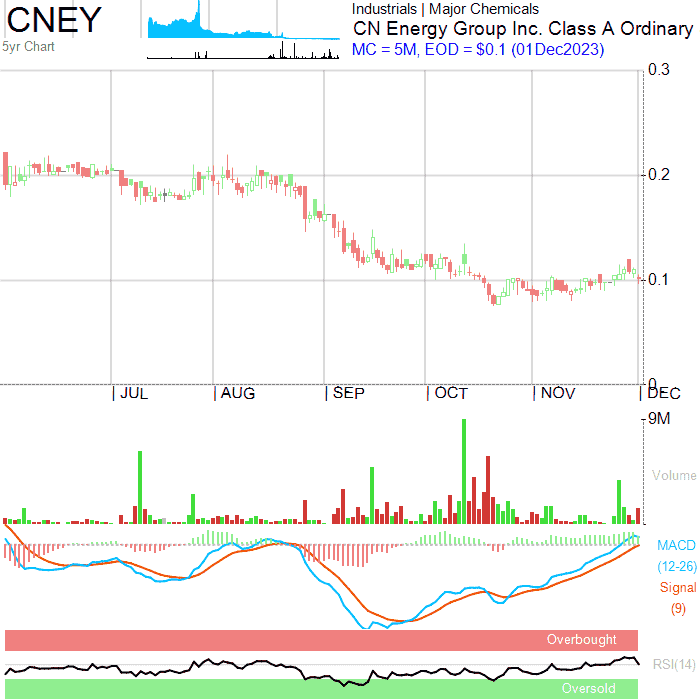 CNEY
5yr Chart
Industrials | Major Chemicals
CN Energy Group Inc. Class A Ordinary
MC = 5M, EOD = $0.1 (01Dec2023)
0.3
0.2
0.1
0
JUL AUG SEP OCT NOV DEC
9M
Volume
MACD
(12-26)
Signal
(9)
Overbought
RSI(14)
Oversold